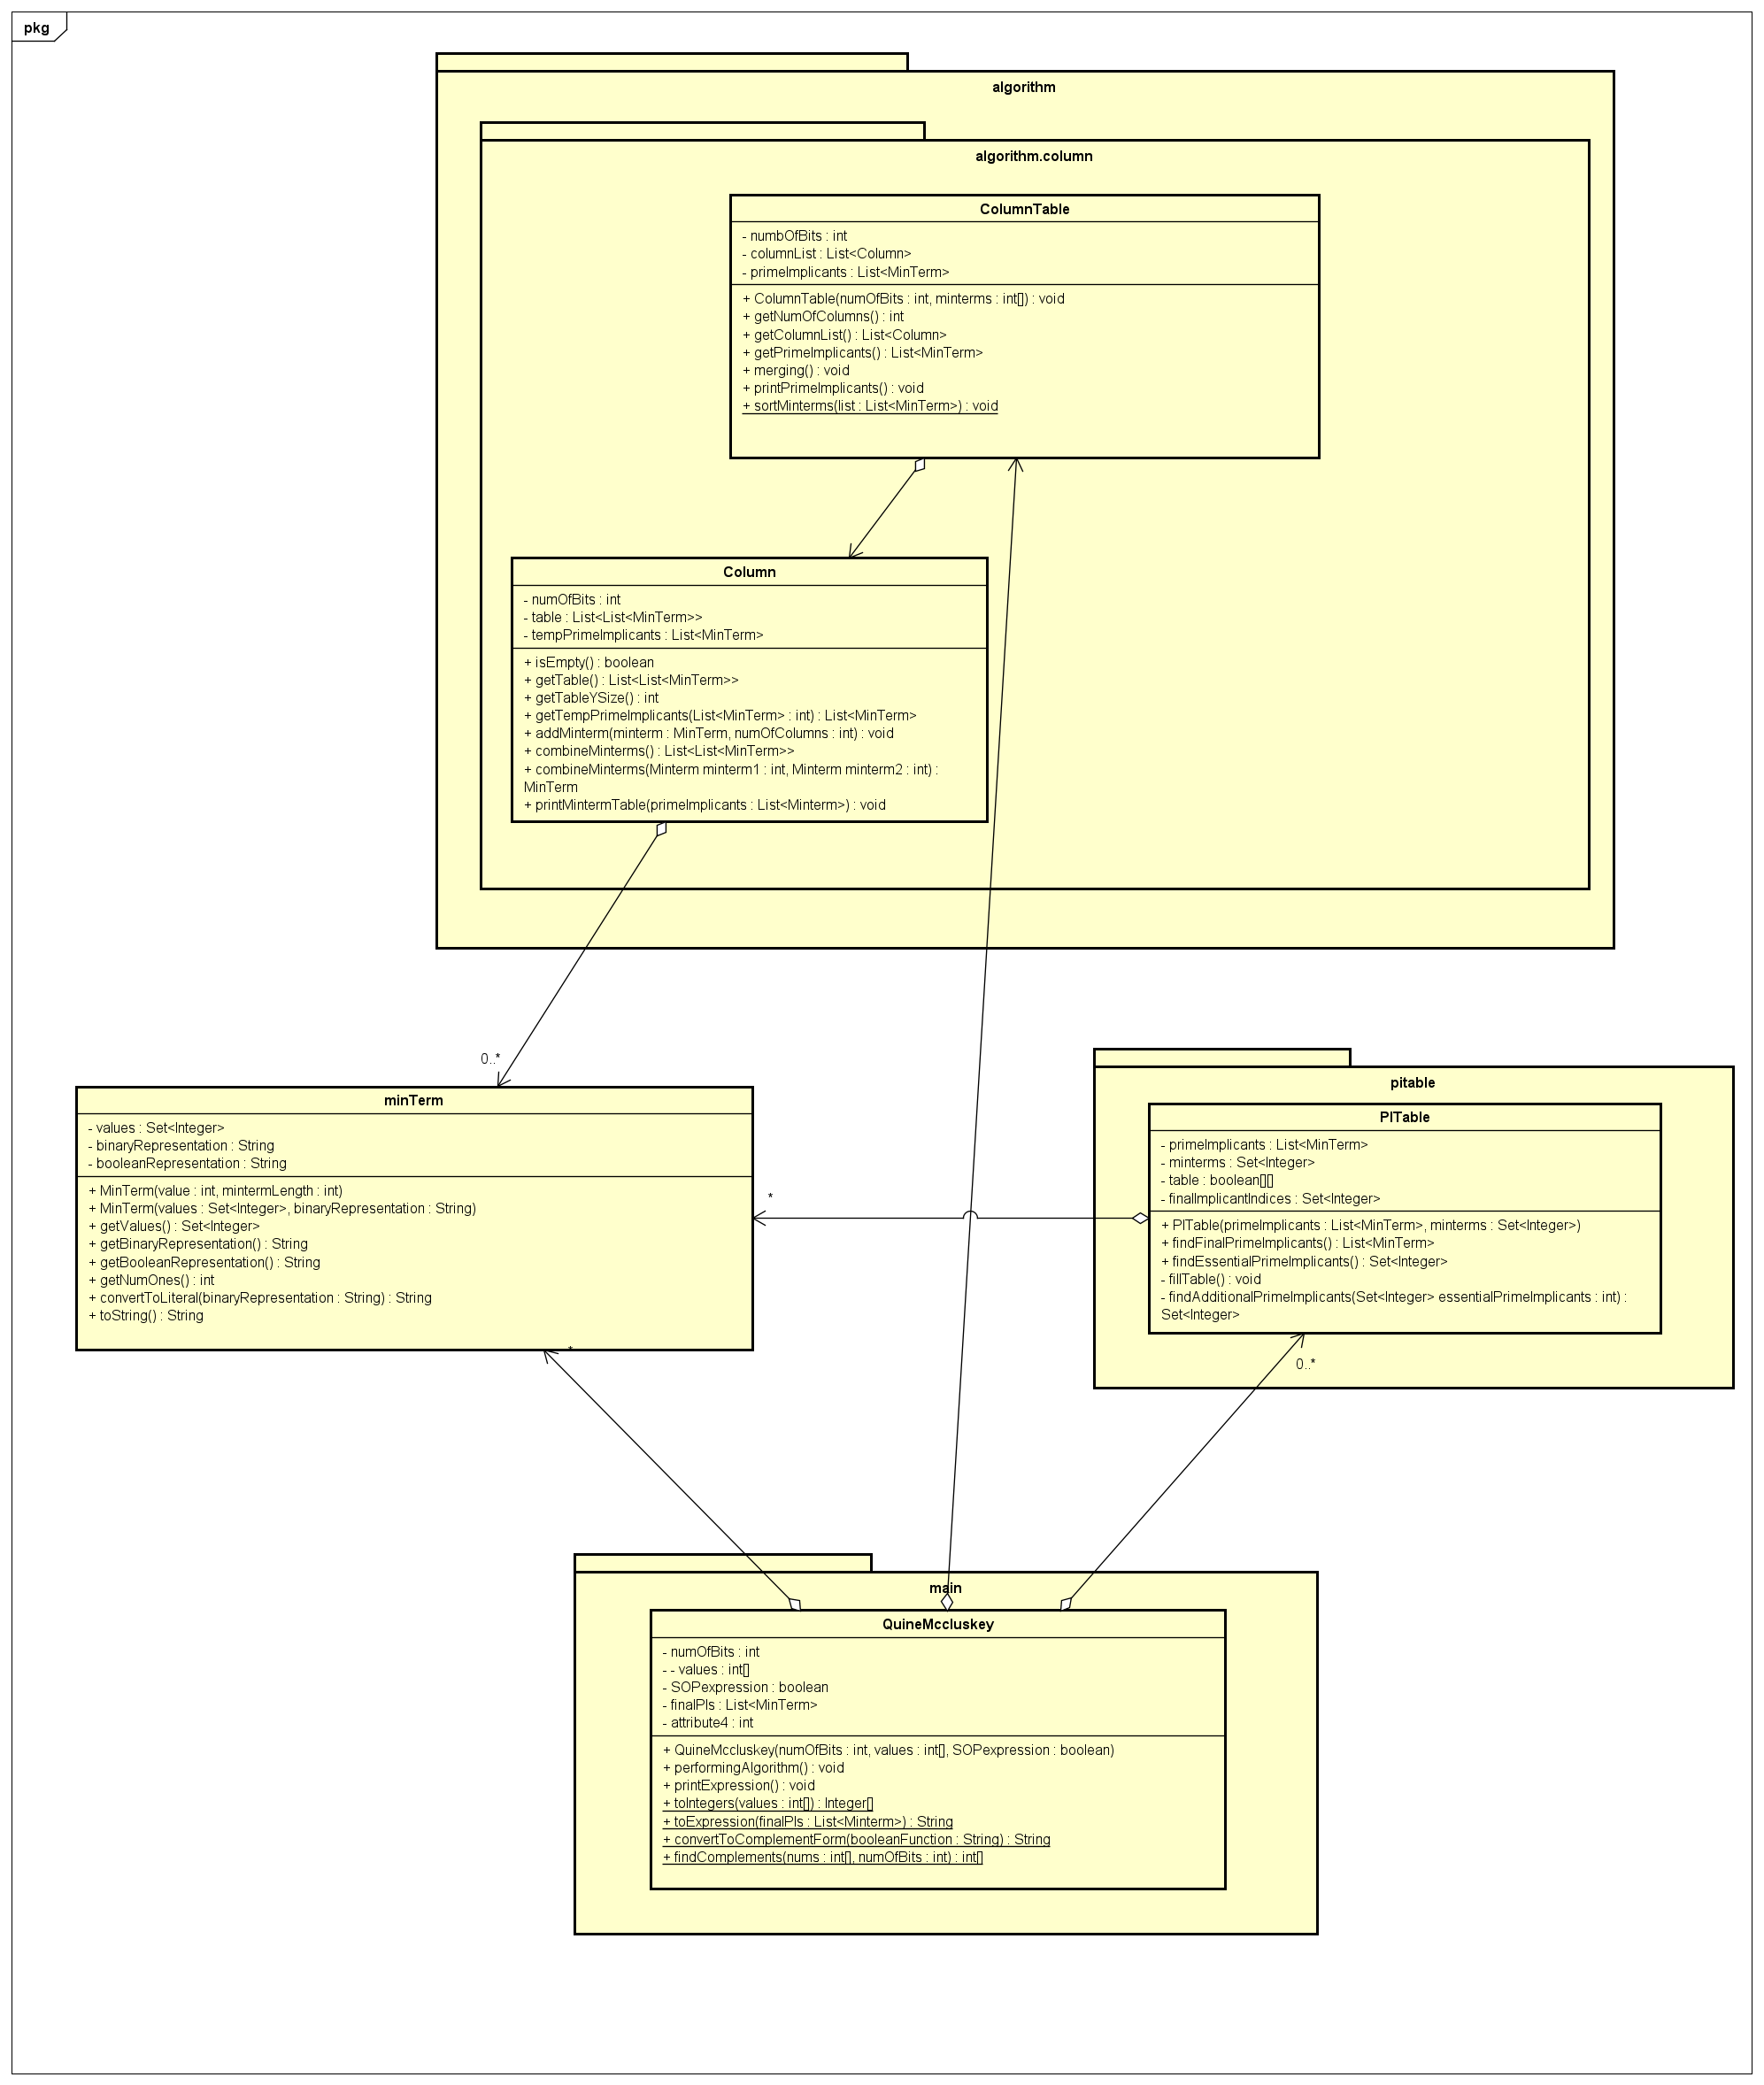 pkg
algorithm
algorithm.column
ColumnTable
- numbOfBits : int
- columnList : List<Column>
- primeImplicants : List<MinTerm>
+ ColumnTable(numOfBits : int, minterms : int[]) : void
+ getNumOfColumns() : int
+ getColumnList() : List<Column>
+ getPrimeImplicants() : List<MinTerm>
+ merging() : void
+ printPrimeImplicants() : void
+ sortMinterms(list : List<MinTerm>) : void
Column
- numOfBits : int
- table : List<List<MinTerm>>
- tempPrimeImplicants : List<MinTerm>
+ isEmpty() : boolean
+ getTable() : List<List<MinTerm>>
+ getTableYSize() : int
+ getTempPrimeImplicants(List<MinTerm> : int) : List<MinTerm>
+ addMinterm(minterm : MinTerm, numOfColumns : int) : void
+ combineMinterms() : List<List<MinTerm>>
+ combineMinterms(Minterm minterm1 : int, Minterm minterm2 : int) :
MinTerm
+ printMintermTable(primeImplicants : List<Minterm>) : void
0..*
minTerm
- values : Set<Integer>
- binaryRepresentation : String
- booleanRepresentation : String
+ MinTerm(value : int, mintermLength : int)
+ MinTerm(values : Set<Integer>, binaryRepresentation : String)
+ getValues() : Set<Integer>
+ getBinaryRepresentation() : String
+ getBooleanRepresentation() : String
+ getNumOnes() : int
+ convertToLiteral(binaryRepresentation : String) : String
+ toString() : String
*
*
pitable
PITable
- primeImplicants : List<MinTerm>
- minterms : Set<Integer>
- table : boolean[][]
- finalImplicantIndices : Set<Integer>
+ PITable(primeImplicants : List<MinTerm>, minterms : Set<Integer>)
+ findFinalPrimeImplicants() : List<MinTerm>
+ findEssentialPrimeImplicants() : Set<Integer>
- fillTable() : void
- findAdditionalPrimeImplicants(Set<Integer> essentialPrimeImplicants : int) :
Set<Integer>
0..*
main
QuineMccluskey
- numOfBits : int
- - values : int[]
- SOPexpression : boolean
- finalPIs : List<MinTerm>
- attribute4 : int
+ QuineMccluskey(numOfBits : int, values : int[], SOPexpression : boolean)
+ performingAlgorithm() : void
+ printExpression() : void
+ toIntegers(values : int[]) : Integer[]
+ toExpression(finalPIs : List<Minterm>) : String
+ convertToComplementForm(booleanFunction : String) : String
+ findComplements(nums : int[], numOfBits : int) : int[]